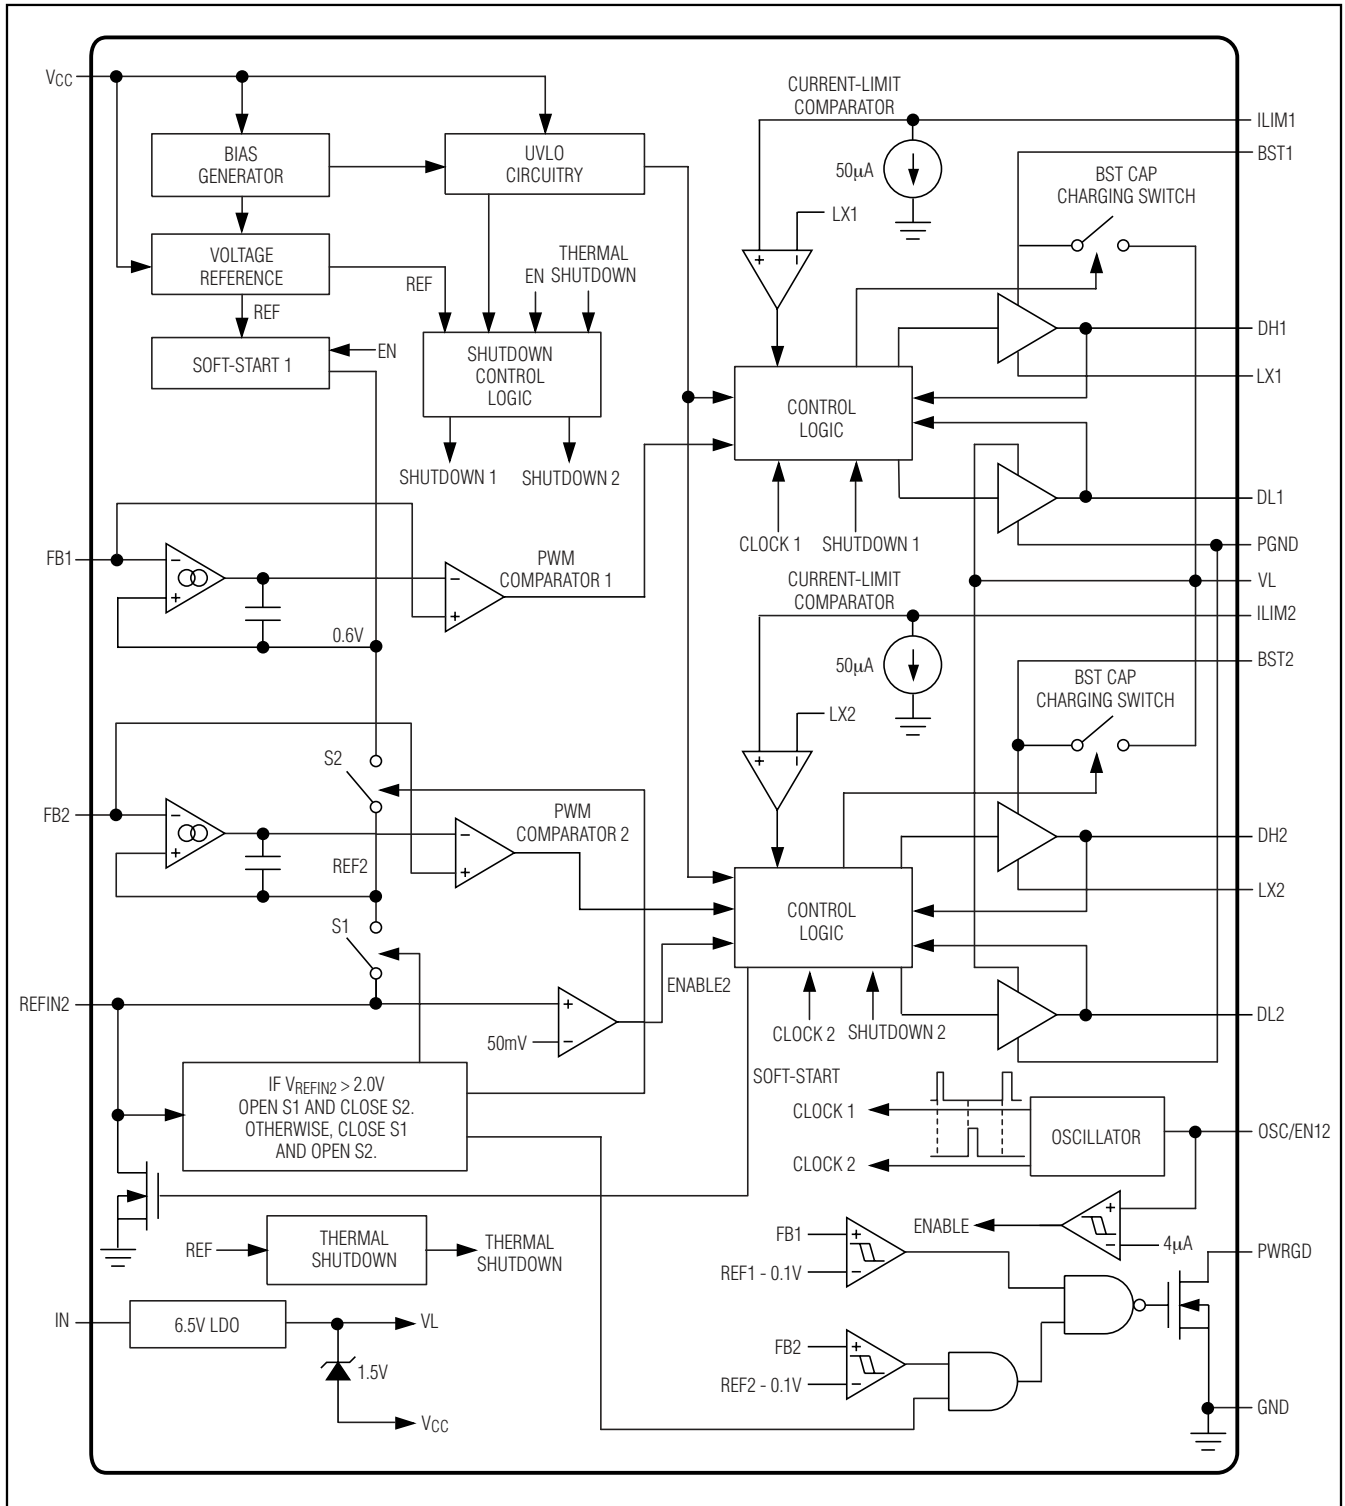 VCC
BIAS
GENERATOR
UVLO
CIRCUITRY
VOLTAGE
REFERENCE
REF
REF
EN
THERMAL
SHUTDOWN
SOFT-START 1
EN
SHUTDOWN
CONTROL
LOGIC
SHUTDOWN 1
SHUTDOWN 2
CURRENT-LIMIT
COMPARATOR
50µA
LX1
+
−
BST CAP
CHARGING SWITCH
ILIM1
BST1
CONTROL
LOGIC
CLOCK 1
SHUTDOWN 1
DH1
LX1
DL1
PGND
VL
FB1
−
+
0.6V
−
+
PWM
COMPARATOR 1
CURRENT-LIMIT
COMPARATOR
50µA
LX2
+
−
BST CAP
CHARGING SWITCH
ILIM2
BST2
FB2
−
+
S2
REF2
−
+
PWM
COMPARATOR 2
S1
CONTROL
LOGIC
ENABLE2
CLOCK 2
SHUTDOWN 2
DH2
LX2
DL2
REFIN2
+
50mV
−
IF VREFIN2 > 2.0V
OPEN S1 AND CLOSE S2.
OTHERWISE, CLOSE S1
AND OPEN S2.
SOFT-START
CLOCK 1
CLOCK 2
OSCILLATOR
OSC/EN12
ENABLE
+
−
4µA
REF
THERMAL
SHUTDOWN
THERMAL
SHUTDOWN
FB1
+
REF1 - 0.1V
−
PWRGD
IN
6.5V LDO
VL
1.5V
VCC
FB2
+
REF2 - 0.1V
−
GND